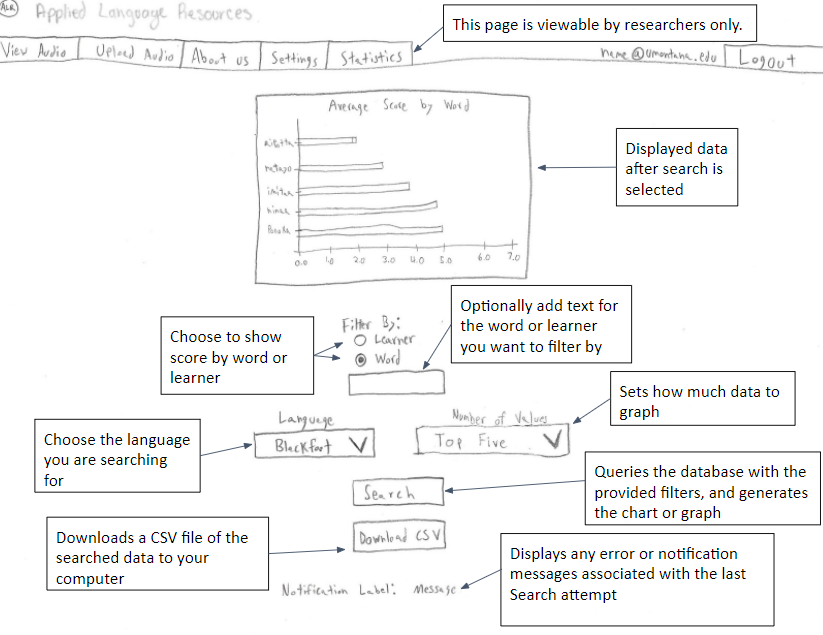 ALR Applied Language Resources
This page is viewable by researchers only.
View Audio Upload Audio About us Settings Statistics name@umontana.edu Logout
Average Score by Word
0.0 1.0 2.0 3.0 4.0 5.0 6.0 7.0
Displayed data
after search is
selected
Filter By:
Learner
Word
Choose to show
score by word or
learner
Optionally add text for
the word or learner
you want to filter by
Sets how much data to
graph
Language
Number of Values
Blackfoot
Top Five
Choose the language
you are searching
for
Search
Queries the database with the
provided filters, and generates
the chart or graph
Download CSV
Downloads a CSV file of the
searched data to your
computer
Notification Label: Message
Displays any error or notification
messages associated with the last
Search attempt